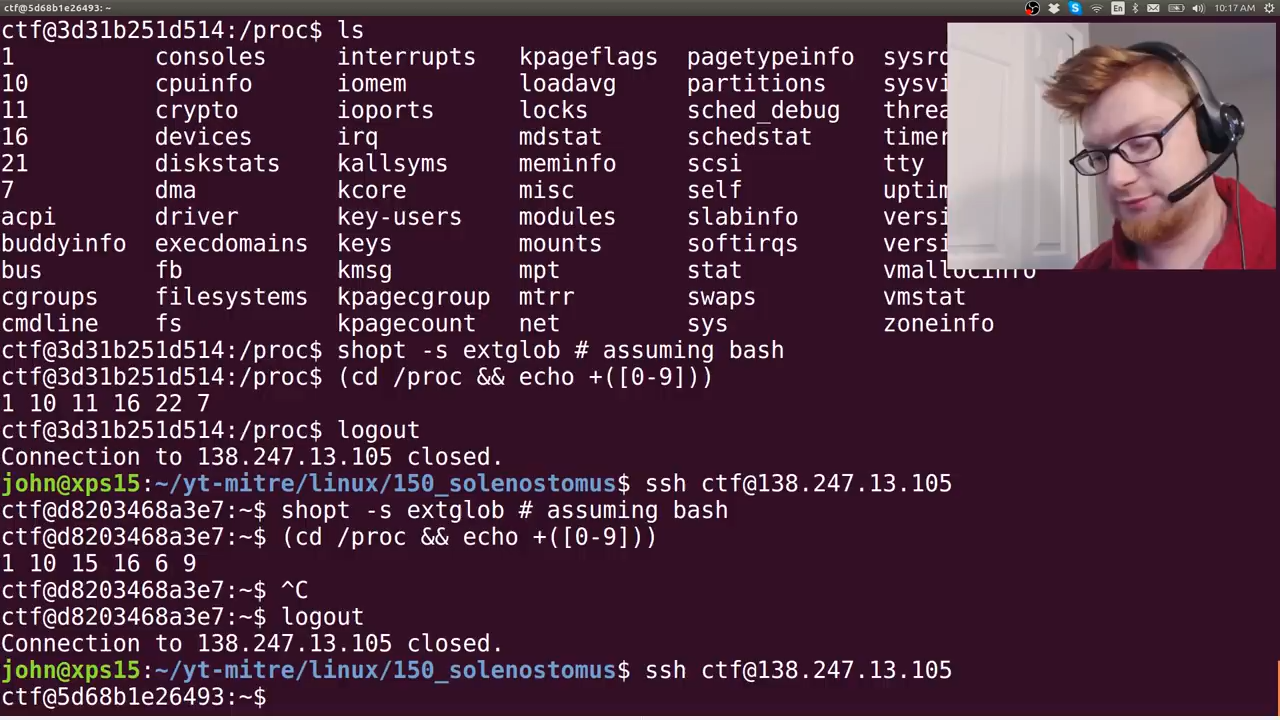 ctf@5d68b1e26493: ~
En
10:17 AM
ctf@3d31b251d514:/proc$ ls
1 consoles interrupts kpageflags pagetypeinfo
10 cpuinfo iomem loadavg partitions
11 crypto ioports locks sched_debug
16 devices irq mdstat schedstat
21 diskstats kallsyms meminfo scsi tty
7 dma kcore misc self
acpi driver key-users modules slabinfo
buddyinfo execdomains keys mounts softirqs
bus fb kmsg mpt stat vmallocinfo
cgroups filesystems kpagecgroup mtrr swaps vmstat
cmdline fs kpagecount net sys zoneinfo
ctf@3d31b251d514:/proc$ shopt -s extglob # assuming bash
ctf@3d31b251d514:/proc$ (cd /proc && echo +([0-9]))
1 10 11 16 22 7
ctf@3d31b251d514:/proc$ logout
Connection to 138.247.13.105 closed.
john@xps15:~/yt-mitre/linux/150_solenostomus$ ssh ctf@138.247.13.105
ctf@d8203468a3e7:~$ shopt -s extglob # assuming bash
ctf@d8203468a3e7:~$ (cd /proc && echo +([0-9]))
1 10 15 16 6 9
ctf@d8203468a3e7:~$ ^C
ctf@d8203468a3e7:~$ logout
Connection to 138.247.13.105 closed.
john@xps15:~/yt-mitre/linux/150_solenostomus$ ssh ctf@138.247.13.105
ctf@5d68b1e26493:~$